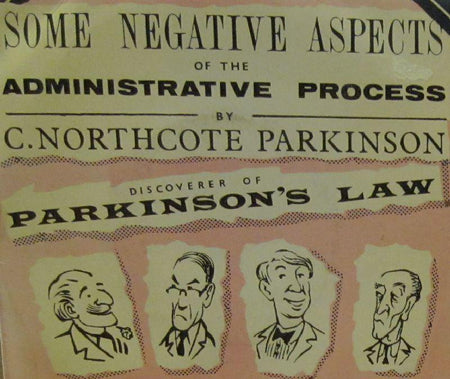 SOME NEGATIVE ASPECTS
OF THE
ADMINISTRATIVE PROCESS
BY
C. NORTHCOTE PARKINSON
DISCOVERER OF
PARKINSON'S LAW